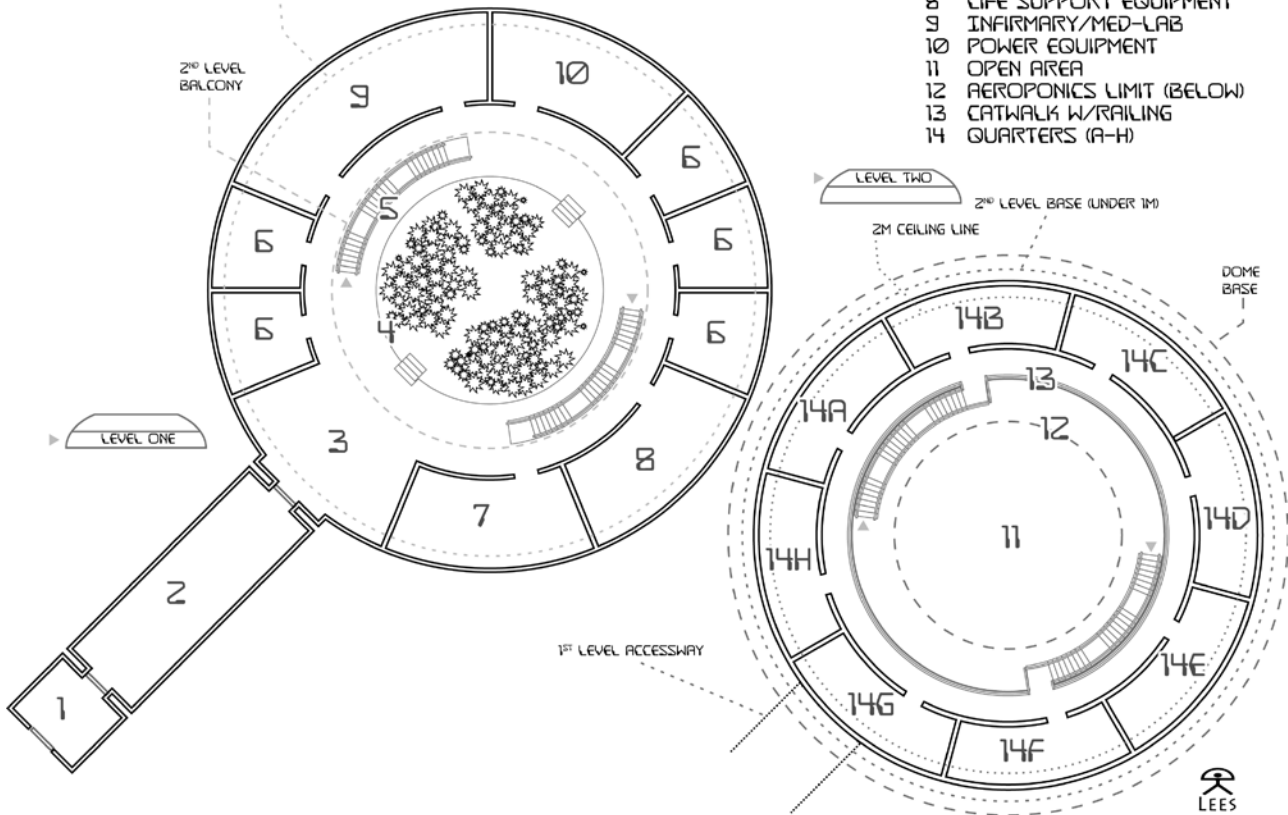 8 LIFE SUPPORT EQUIPMENT
9 INFIRMARY/MED-LAB
10 POWER EQUIPMENT
11 OPEN AREA
12 AEROPONICS LIMIT (BELOW)
13 CATWALK W/RAILING
14 QUARTERS (A-H)
2ND LEVEL
BALCONY
9
10
6
6
6
6
6
5
4
3
7
8
2
1
LEVEL ONE
LEVEL TWO
2ND LEVEL BASE (UNDER 1M)
2M CEILING LINE
DOME
BASE
14B
14C
13
14A
12
14D
11
14H
14E
14G
14F
1ST LEVEL ACCESSWAY
LEES